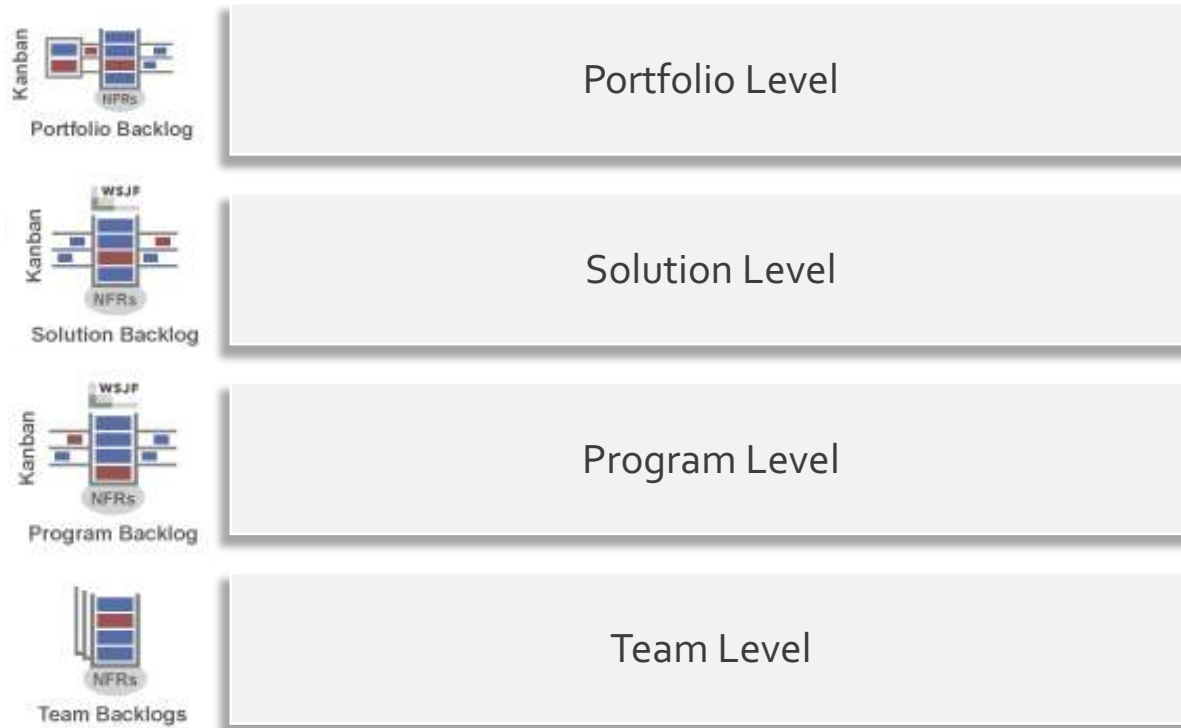 Kanban
NFRs
Portfolio Backlog
Portfolio Level
WSJF
Kanban
NFRs
Solution Backlog
Solution Level
WSJF
Kanban
NFRs
Program Backlog
Program Level
NFRs
Team Backlogs
Team Level